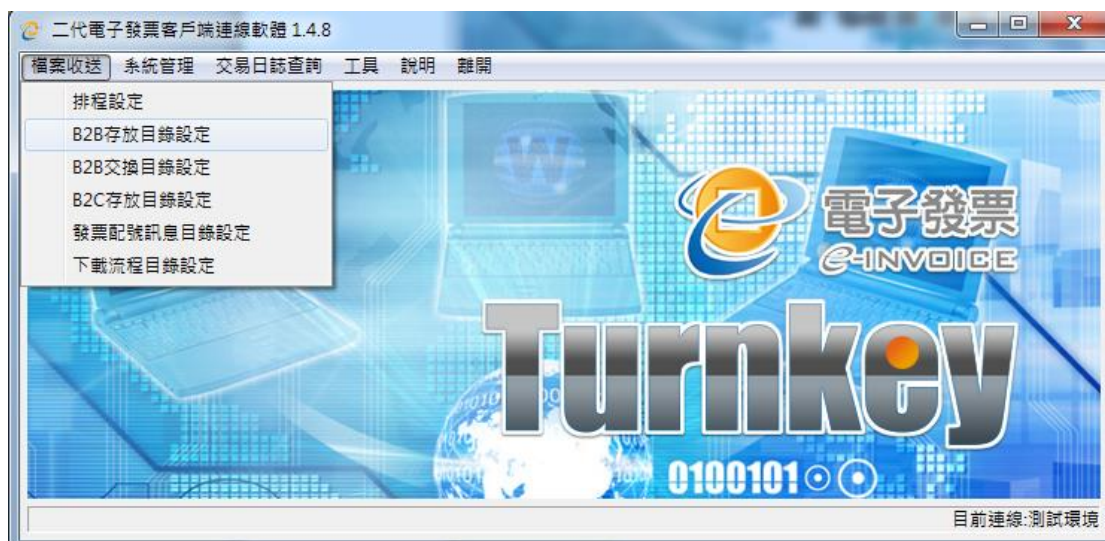 二代電子發票客戶端連線軟體 1.4.8
檔案收送 系統管理 交易日誌查詢 工具 說明 離開
排程設定
B2B存放目錄設定
B2B交換目錄設定
B2C存放目錄設定
發票配號訊息目錄設定
下載流程目錄設定
電子發票
e-INVOICE
Turnkey
0100101
目前連線:測試環境